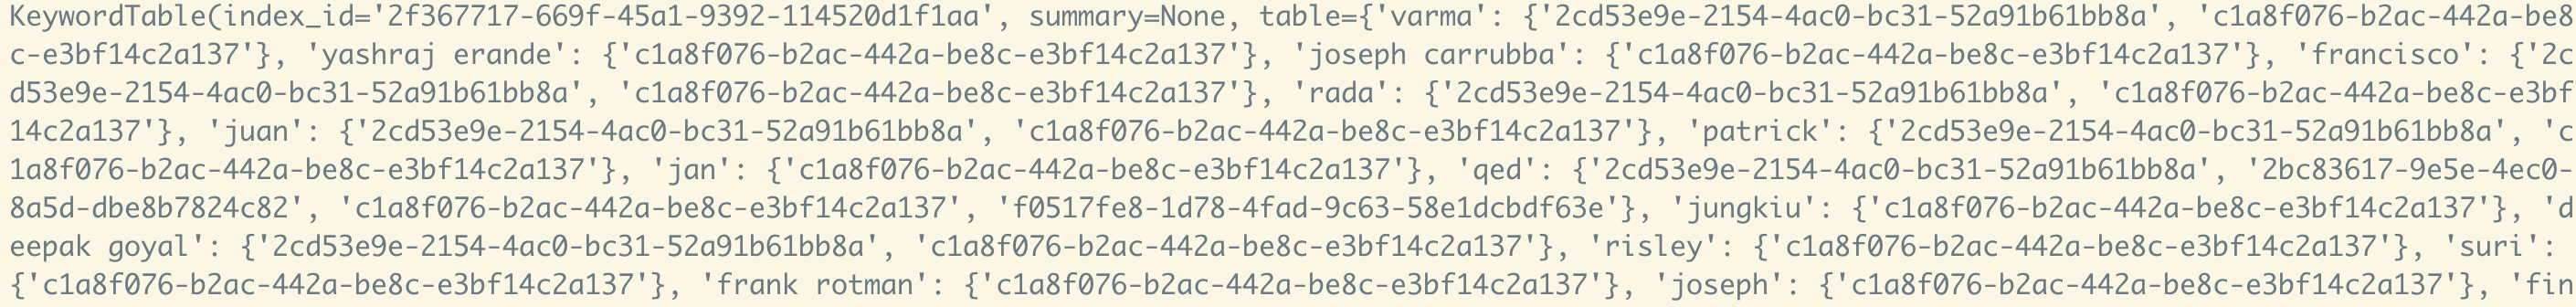 KeywordTable(index_id='2f367717-669f-45a1-9392-114520d1f1aa', summary=None, table={'varma': {'2cd53e9e-2154-4ac0-bc31-52a91b61bb8a', 'c1a8f076-b2ac-442a-be8
c-e3bf14c2a137'}, 'yashraj erande': {'c1a8f076-b2ac-442a-be8c-e3bf14c2a137'}, 'joseph carrubba': {'c1a8f076-b2ac-442a-be8c-e3bf14c2a137'}, 'francisco': {'2c
d53e9e-2154-4ac0-bc31-52a91b61bb8a', 'c1a8f076-b2ac-442a-be8c-e3bf14c2a137'}, 'rada': {'2cd53e9e-2154-4ac0-bc31-52a91b61bb8a', 'c1a8f076-b2ac-442a-be8c-e3bf
14c2a137'}, 'juan': {'2cd53e9e-2154-4ac0-bc31-52a91b61bb8a', 'c1a8f076-b2ac-442a-be8c-e3bf14c2a137'}, 'patrick': {'2cd53e9e-2154-4ac0-bc31-52a91b61bb8a', 'c
1a8f076-b2ac-442a-be8c-e3bf14c2a137'}, 'jan': {'c1a8f076-b2ac-442a-be8c-e3bf14c2a137'}, 'qed': {'2cd53e9e-2154-4ac0-bc31-52a91b61bb8a', '2bc83617-9e5e-4ec0-
8a5d-dbe8b7824c82', 'c1a8f076-b2ac-442a-be8c-e3bf14c2a137', 'f0517fe8-1d78-4fad-9c63-58e1dcbdf63e'}, 'jungkiu': {'c1a8f076-b2ac-442a-be8c-e3bf14c2a137'}, 'd
eepak goyal': {'2cd53e9e-2154-4ac0-bc31-52a91b61bb8a', 'c1a8f076-b2ac-442a-be8c-e3bf14c2a137'}, 'risley': {'c1a8f076-b2ac-442a-be8c-e3bf14c2a137'}, 'suri':
{'c1a8f076-b2ac-442a-be8c-e3bf14c2a137'}, 'frank rotman': {'c1a8f076-b2ac-442a-be8c-e3bf14c2a137'}, 'joseph': {'c1a8f076-b2ac-442a-be8c-e3bf14c2a137'}, 'fin